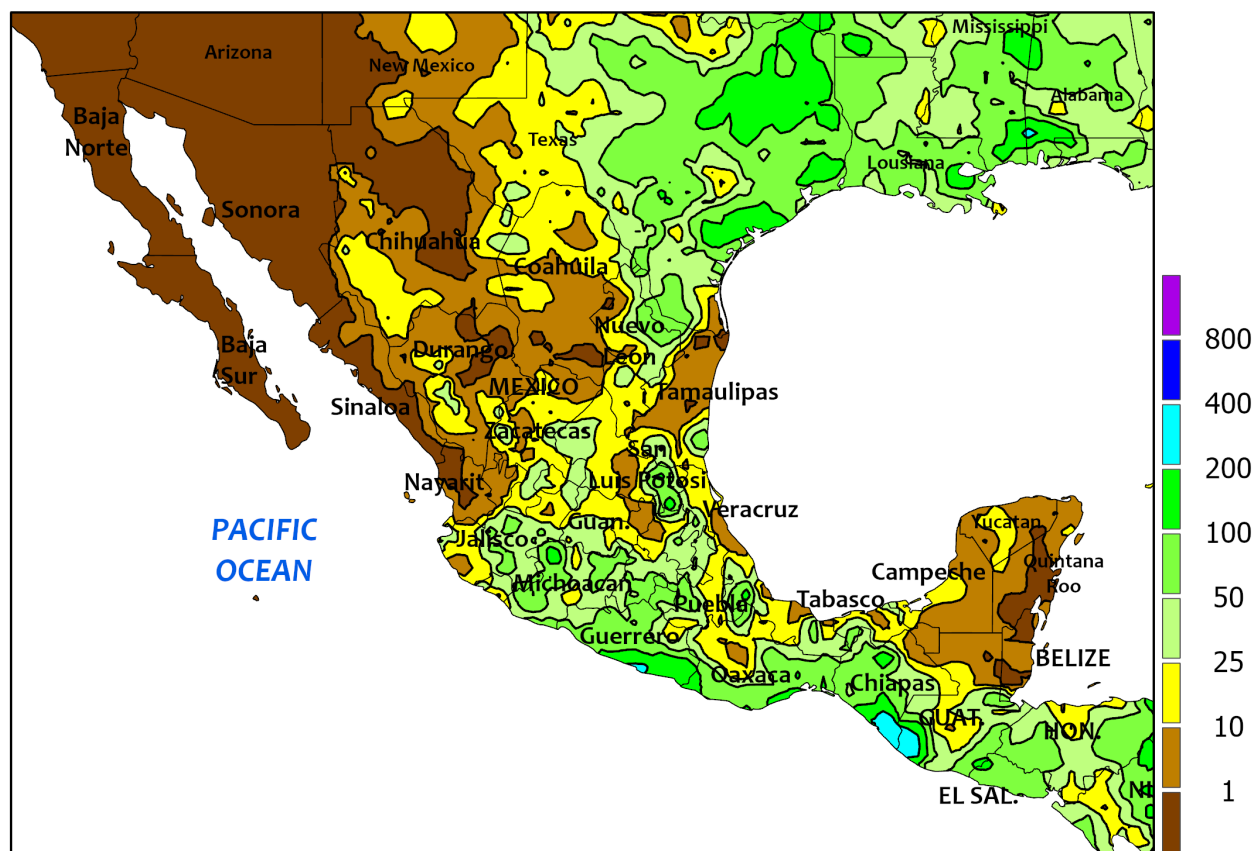 Mississippi
Arizona
New Mexico
Alabama
Baja
Norte
Texas
Lousiana
Sonora
Chihuahua
Coahuila
Nuevo
Leon
Durango
Baja
Sur
MEXICO
Tamaulipas
Sinaloa
Zacatecas
San
Luis Potosi
Nayarit
Veracruz
Guan.
Yucatan
PACIFIC
OCEAN
Jalisco
Quintana
Roo
Campeche
Michoacan
Puebla
Tabasco
Guerrero
BELIZE
Oaxaca
Chiapas
GUAT.
HON.
EL SAL.
NI
800
400
200
100
50
25
10
1